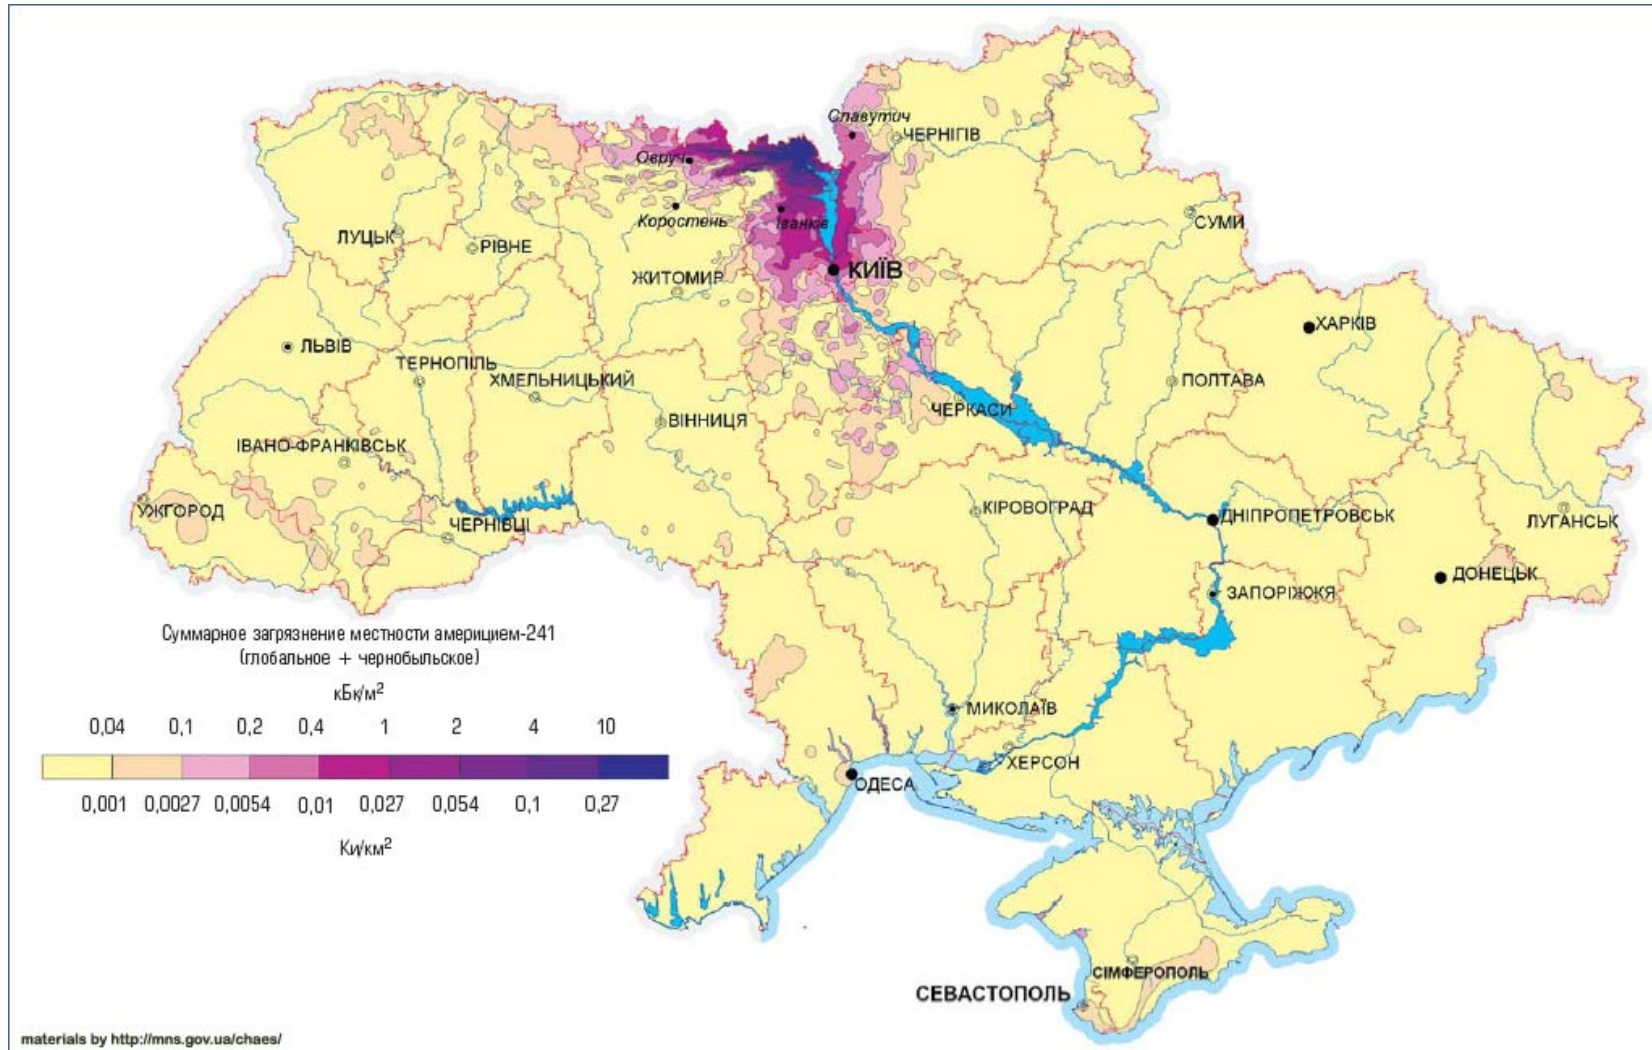 Славутич
ЧЕРНІГІВ
Овруч
Коростень
Іванків
СУМИ
ЛУЦЬК
РІВНЕ
КИЇВ
ЖИТОМИР
ХАРКІВ
ЛЬВІВ
ТЕРНОПІЛЬ
ХМЕЛЬНИЦЬКИЙ
ПОЛТАВА
ЧЕРКАСИ
ВІННИЦЯ
ІВАНО-ФРАНКІВСЬК
УЖГОРОД
ЧЕРНІВЦІ
КІРОВОГРАД
ДНІПРОПЕТРОВСЬК
ЛУГАНСЬК
ДОНЕЦЬК
ЗАПОРІЖЖЯ
Суммарное загрязнение местности америцием-241
(глобальное + чернобыльское)
кБк/м²
0,04 0,1 0,2 0,4 1 2 4 10
0,001 0,0027 0,0054 0,01 0,027 0,054 0,1 0,27
Ки/км²
МИКОЛАЇВ
ХЕРСОН
ОДЕСА
СІМФЕРОПОЛЬ
СЕВАСТОПОЛЬ
materials by http://mns.gov.ua/chaes/